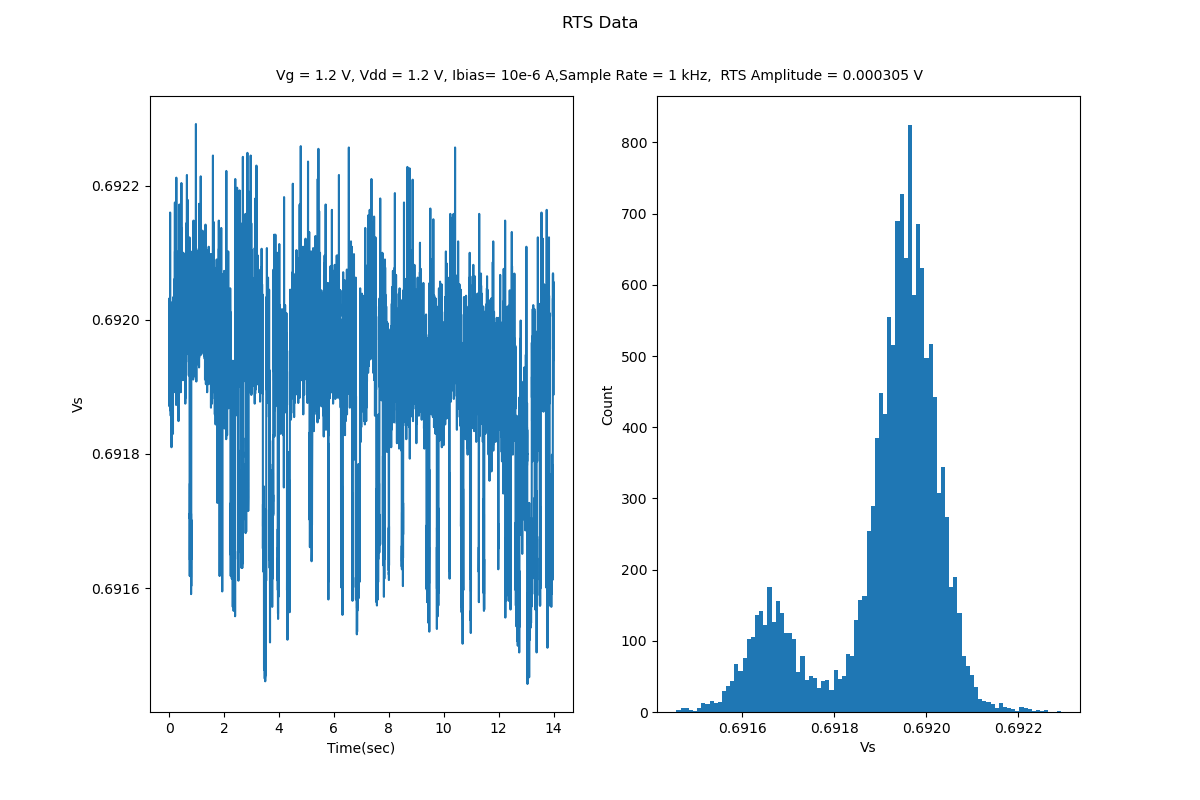 RTS Data
Vg = 1.2 V, Vdd = 1.2 V, Ibias= 10e-6 A,Sample Rate = 1 kHz,  RTS Amplitude = 0.000305 V
0.6922
0.6920
0.6918
0.6916
Vs
0 2 4 6 8 10 12 14
Time(sec)
800
700
600
500
400
300
200
100
0
Count
0.6916 0.6918 0.6920 0.6922
Vs